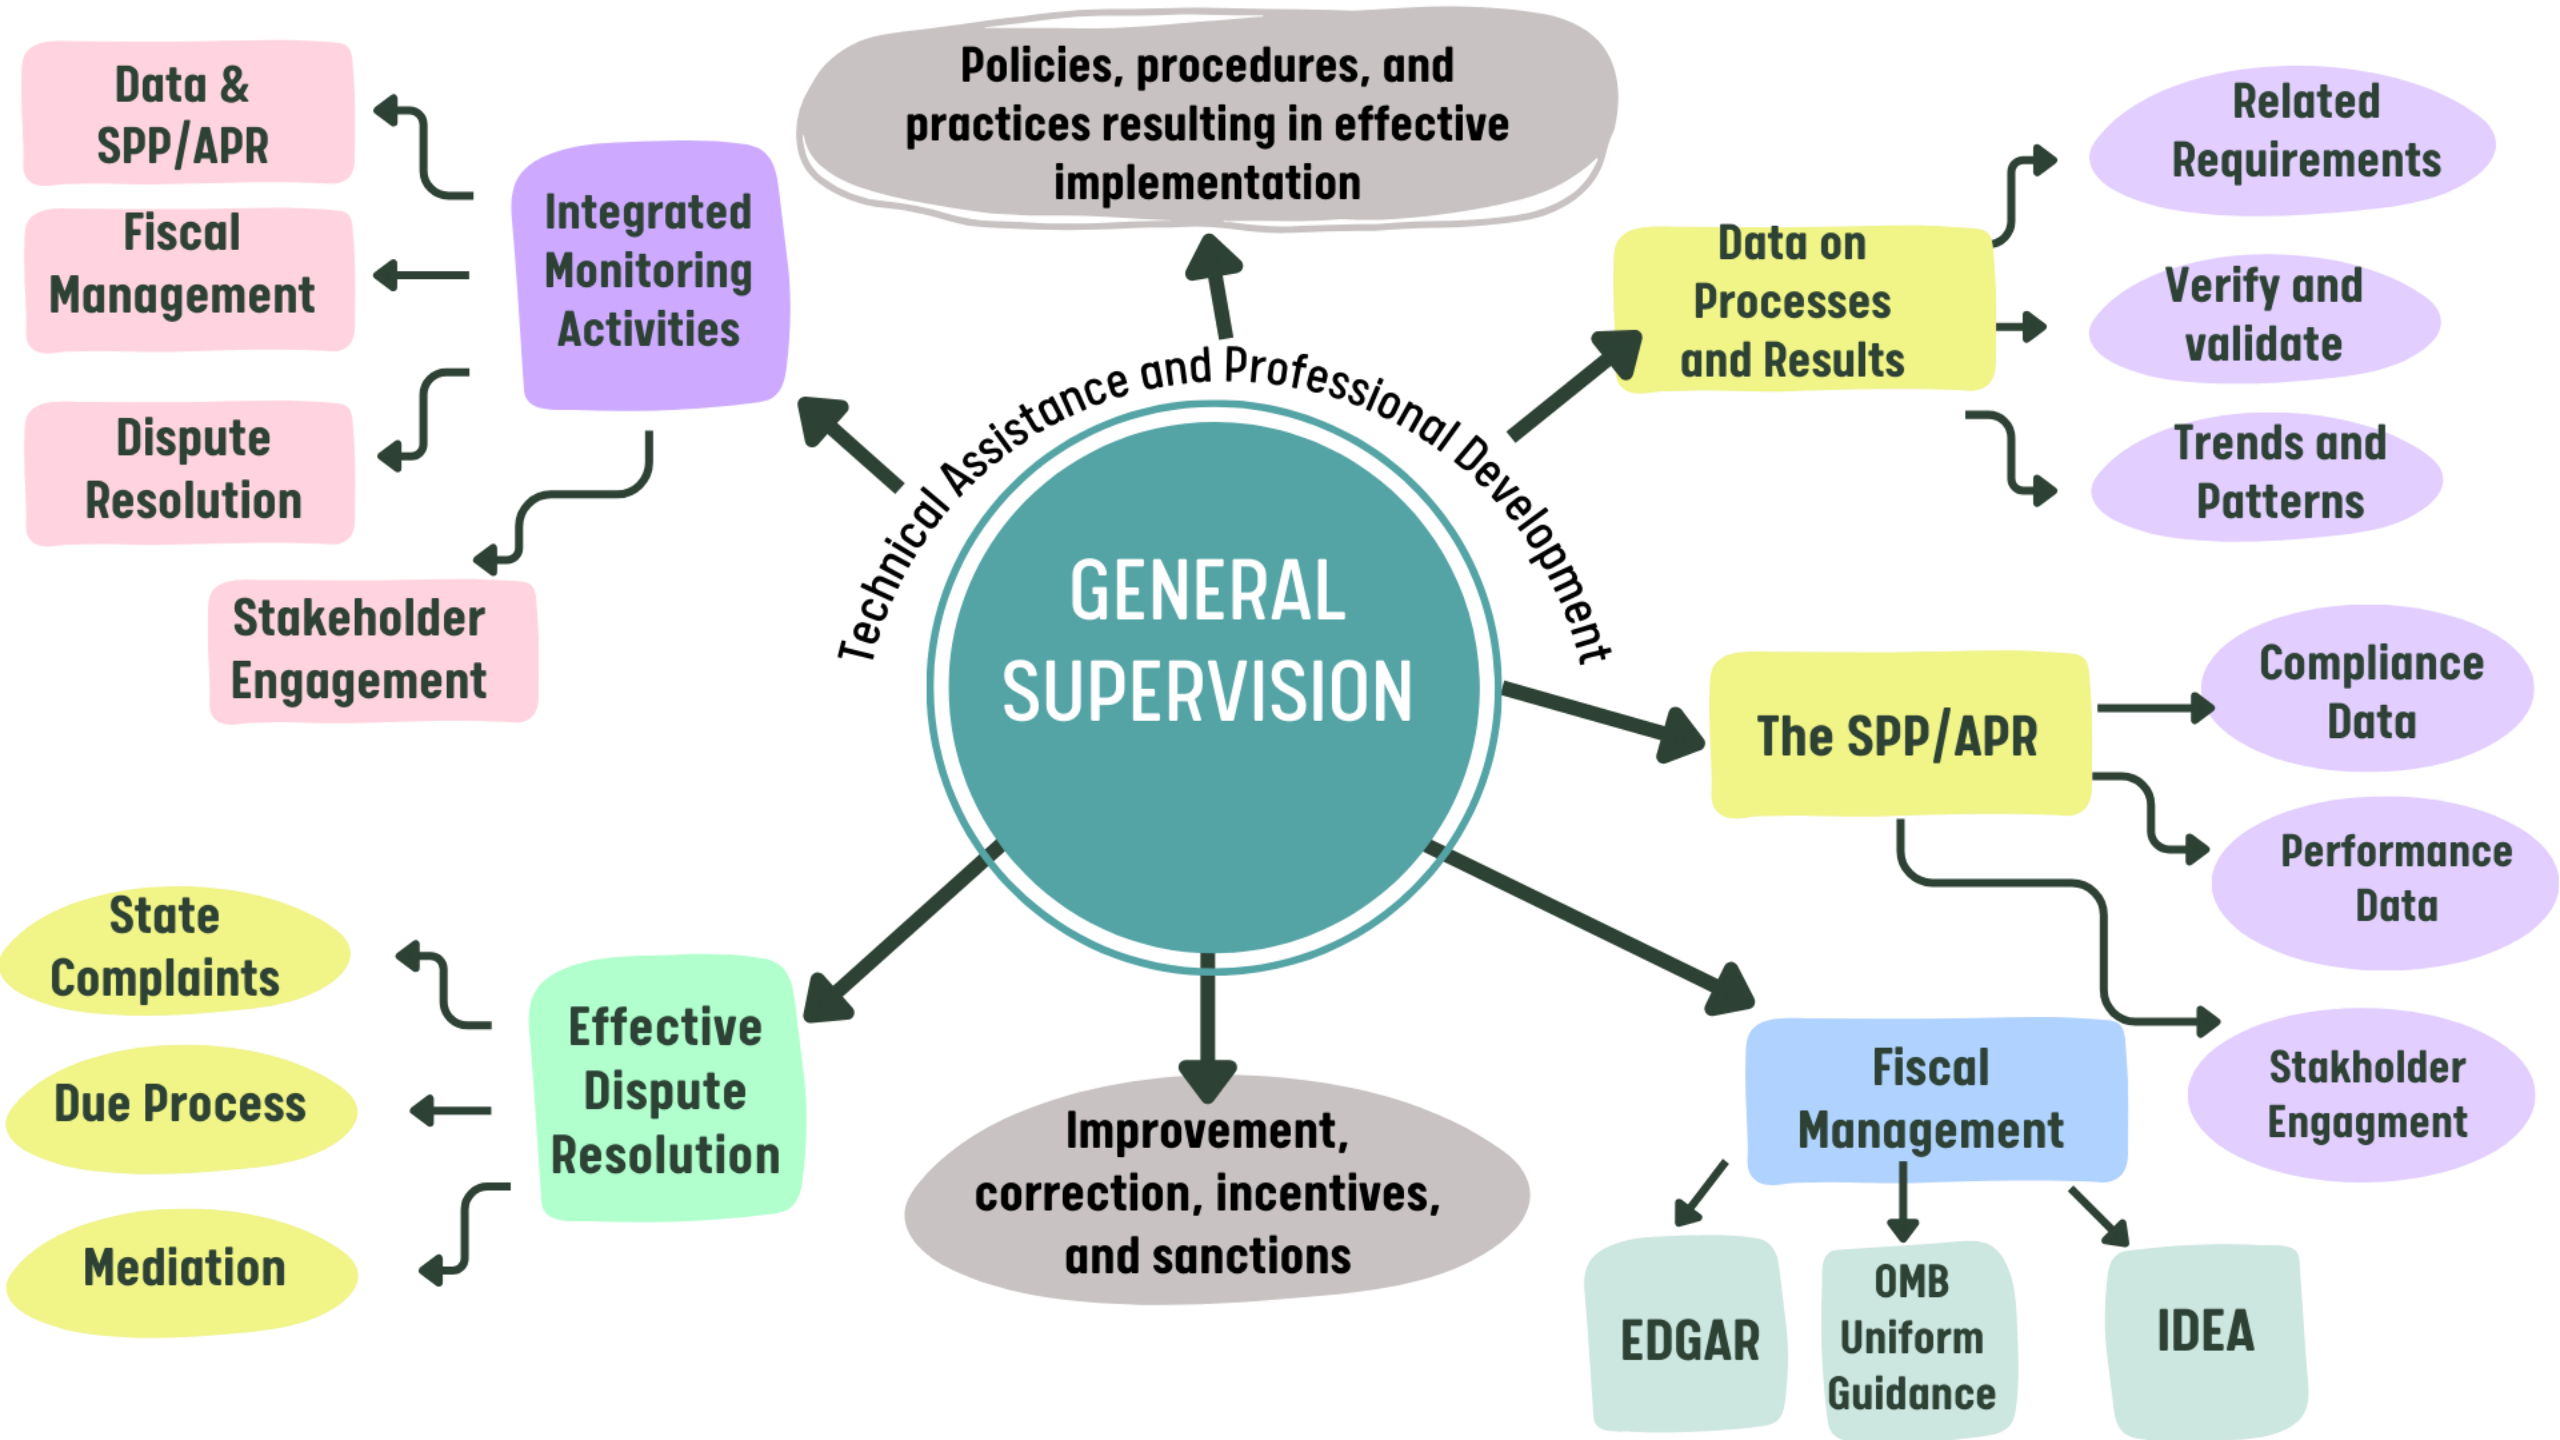 Policies, procedures, and
practices resulting in effective
implementation
Data &
SPP/APR
Fiscal
Management
Dispute
Resolution
Stakeholder
Engagement
Integrated
Monitoring
Activities
Technical Assistance and Professional Development
GENERAL
SUPERVISION
Data on
Processes
and Results
Related
Requirements
Verify and
validate
Trends and
Patterns
The SPP/APR
Compliance
Data
Performance
Data
Stakholder
Engagment
Fiscal
Management
EDGAR
OMB
Uniform
Guidance
IDEA
Improvement,
correction, incentives,
and sanctions
Effective
Dispute
Resolution
State
Complaints
Due Process
Mediation